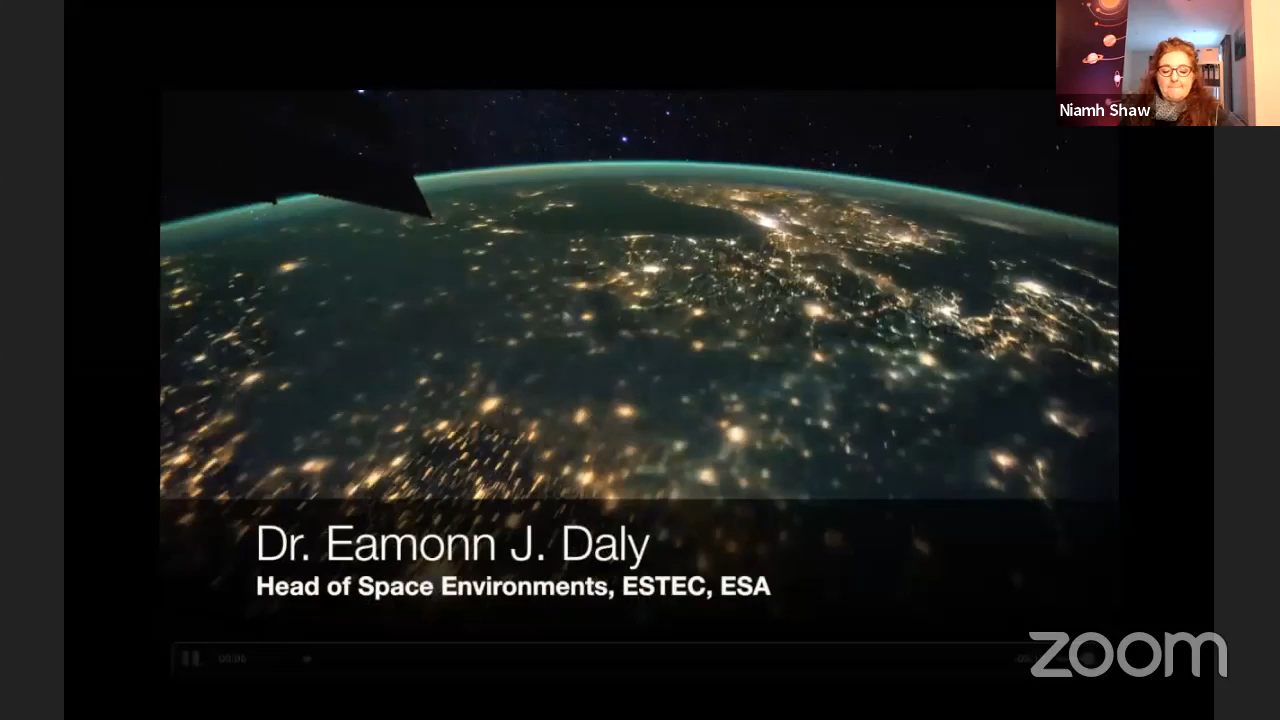 Niamh Shaw
Dr. Eamonn J. Daly
Head of Space Environments, ESTEC, ESA
zoom